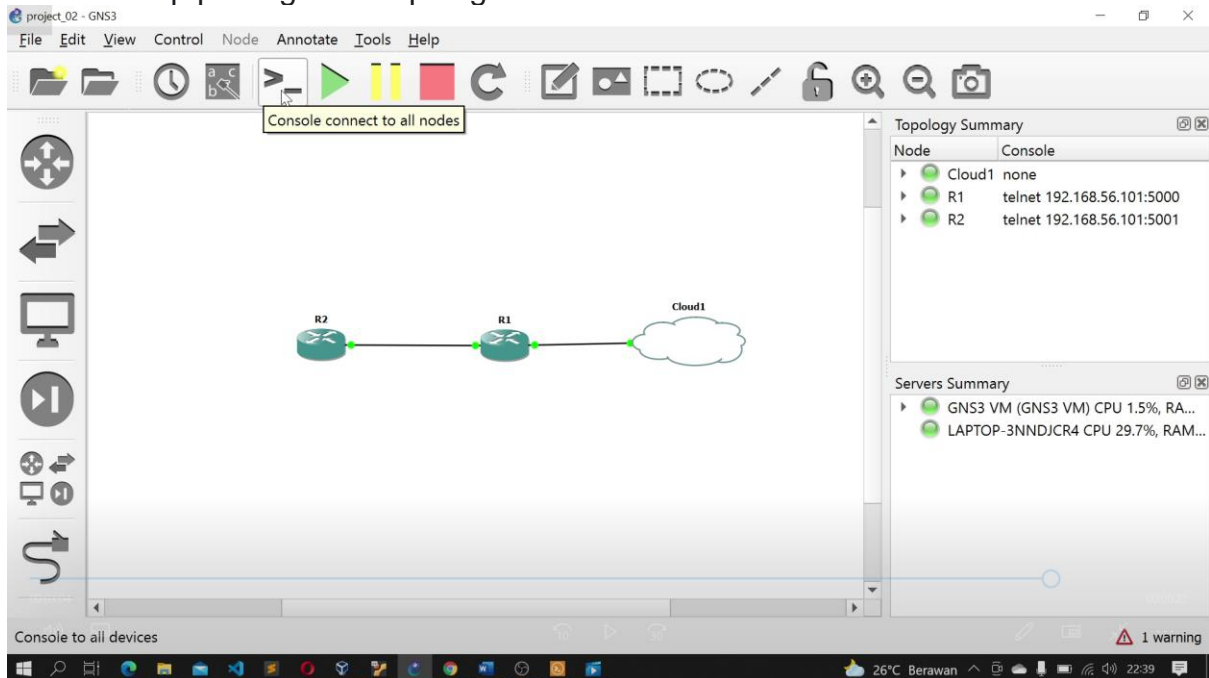 project_02 - GNS3
File Edit View Control Node Annotate Tools Help
Console connect to all nodes
Topology Summary
Node Console
Cloud1 none
R1 telnet 192.168.56.101:5000
R2 telnet 192.168.56.101:5001
R2
R1
Cloud1
Servers Summary
GNS3 VM (GNS3 VM) CPU 1.5%, RA...
LAPTOP-3NNDJCR4 CPU 29.7%, RAM...
Console to all devices
1 warning
26°C Berawan
22:39